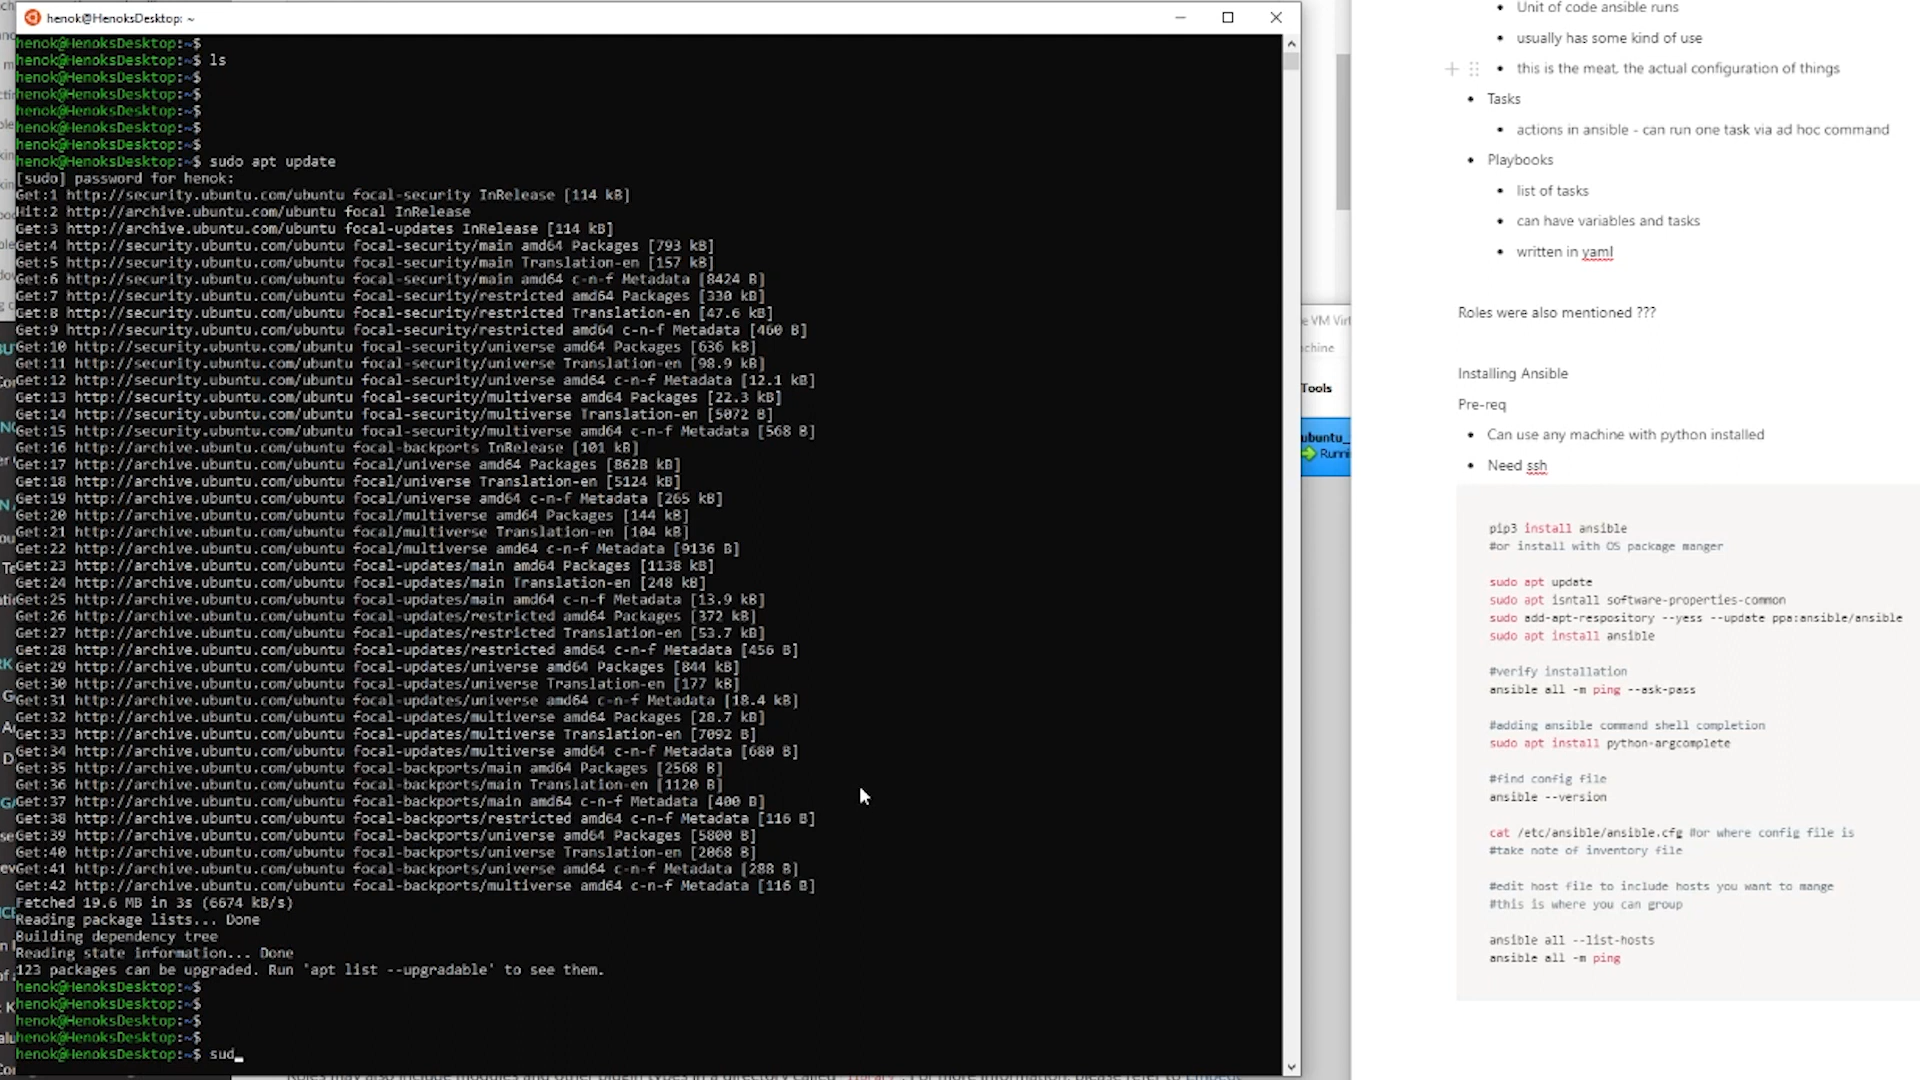 henok@HenoksDesktop: ~
henok@HenoksDesktop:~$
henok@HenoksDesktop:~$ ls
henok@HenoksDesktop:~$
henok@HenoksDesktop:~$
henok@HenoksDesktop:~$
henok@HenoksDesktop:~$
henok@HenoksDesktop:~$
henok@HenoksDesktop:~$ sudo apt update
[sudo] password for henok:
Get:1 http://security.ubuntu.com/ubuntu focal-security InRelease [114 kB]
Hit:2 http://archive.ubuntu.com/ubuntu focal InRelease
Get:3 http://archive.ubuntu.com/ubuntu focal-updates InRelease [114 kB]
Get:4 http://security.ubuntu.com/ubuntu focal-security/main amd64 Packages [793 kB]
Get:5 http://security.ubuntu.com/ubuntu focal-security/main Translation-en [157 kB]
Get:6 http://security.ubuntu.com/ubuntu focal-security/main amd64 c-n-f Metadata [8424 B]
Get:7 http://security.ubuntu.com/ubuntu focal-security/restricted amd64 Packages [330 kB]
Get:8 http://security.ubuntu.com/ubuntu focal-security/restricted Translation-en [47.6 kB]
Get:9 http://security.ubuntu.com/ubuntu focal-security/restricted amd64 c-n-f Metadata [460 B]
Get:10 http://security.ubuntu.com/ubuntu focal-security/universe amd64 Packages [636 kB]
Get:11 http://security.ubuntu.com/ubuntu focal-security/universe Translation-en [98.9 kB]
Get:12 http://security.ubuntu.com/ubuntu focal-security/universe amd64 c-n-f Metadata [12.1 kB]
Get:13 http://security.ubuntu.com/ubuntu focal-security/multiverse amd64 Packages [22.3 kB]
Get:14 http://security.ubuntu.com/ubuntu focal-security/multiverse Translation-en [5072 B]
Get:15 http://security.ubuntu.com/ubuntu focal-security/multiverse amd64 c-n-f Metadata [568 B]
Get:16 http://archive.ubuntu.com/ubuntu focal-backports InRelease [101 kB]
Get:17 http://archive.ubuntu.com/ubuntu focal/universe amd64 Packages [8628 kB]
Get:18 http://archive.ubuntu.com/ubuntu focal/universe Translation-en [5124 kB]
Get:19 http://archive.ubuntu.com/ubuntu focal/universe amd64 c-n-f Metadata [265 kB]
Get:20 http://archive.ubuntu.com/ubuntu focal/multiverse amd64 Packages [144 kB]
Get:21 http://archive.ubuntu.com/ubuntu focal/multiverse Translation-en [104 kB]
Get:22 http://archive.ubuntu.com/ubuntu focal/multiverse amd64 c-n-f Metadata [9136 B]
Get:23 http://archive.ubuntu.com/ubuntu focal-updates/main amd64 Packages [1138 kB]
Get:24 http://archive.ubuntu.com/ubuntu focal-updates/main Translation-en [248 kB]
Get:25 http://archive.ubuntu.com/ubuntu focal-updates/main amd64 c-n-f Metadata [13.9 kB]
Get:26 http://archive.ubuntu.com/ubuntu focal-updates/restricted amd64 Packages [372 kB]
Get:27 http://archive.ubuntu.com/ubuntu focal-updates/restricted Translation-en [53.7 kB]
Get:28 http://archive.ubuntu.com/ubuntu focal-updates/restricted amd64 c-n-f Metadata [456 B]
Get:29 http://archive.ubuntu.com/ubuntu focal-updates/universe amd64 Packages [844 kB]
Get:30 http://archive.ubuntu.com/ubuntu focal-updates/universe Translation-en [177 kB]
Get:31 http://archive.ubuntu.com/ubuntu focal-updates/universe amd64 c-n-f Metadata [18.4 kB]
Get:32 http://archive.ubuntu.com/ubuntu focal-updates/multiverse amd64 Packages [28.7 kB]
Get:33 http://archive.ubuntu.com/ubuntu focal-updates/multiverse Translation-en [7092 B]
Get:34 http://archive.ubuntu.com/ubuntu focal-updates/multiverse amd64 c-n-f Metadata [680 B]
Get:35 http://archive.ubuntu.com/ubuntu focal-backports/main amd64 Packages [2568 B]
Get:36 http://archive.ubuntu.com/ubuntu focal-backports/main Translation-en [1120 B]
Get:37 http://archive.ubuntu.com/ubuntu focal-backports/main amd64 c-n-f Metadata [400 B]
Get:38 http://archive.ubuntu.com/ubuntu focal-backports/restricted amd64 c-n-f Metadata [116 B]
Get:39 http://archive.ubuntu.com/ubuntu focal-backports/universe amd64 Packages [5800 B]
Get:40 http://archive.ubuntu.com/ubuntu focal-backports/universe Translation-en [2068 B]
Get:41 http://archive.ubuntu.com/ubuntu focal-backports/universe amd64 c-n-f Metadata [288 B]
Get:42 http://archive.ubuntu.com/ubuntu focal-backports/multiverse amd64 c-n-f Metadata [116 B]
Fetched 19.6 MB in 3s (6674 kB/s)
Reading package lists... Done
Building dependency tree
Reading state information... Done
123 packages can be upgraded. Run 'apt list --upgradable' to see them.
henok@HenoksDesktop:~$
henok@HenoksDesktop:~$
henok@HenoksDesktop:~$
henok@HenoksDesktop:~$
henok@HenoksDesktop:~$ sud_
Tools
ubuntu_
Unit of code ansible runs
usually has some kind of use
this is the meat, the actual configuration of things
Tasks
actions in ansible - can run one task via ad hoc command
Playbooks
list of tasks
can have variables and tasks
written in yaml
Roles were also mentioned ???
Installing Ansible
Pre-req
Can use any machine with python installed
Need ssh
pip3 install ansible
#or install with OS package manger
sudo apt update
sudo apt isntall software-properties-common
sudo add-apt-respository --yess --update ppa:ansible/ansible
sudo apt install ansible
#verify installation
ansible all -m ping --ask-pass
#adding ansible command shell completion
sudo apt install python-argcomplete
#find config file
ansible --version
cat /etc/ansible/ansible.cfg #or where config file is
#take note of inventory file
#edit host file to include hosts you want to mange
#this is where you can group
ansible all --list-hosts
ansible all -m ping